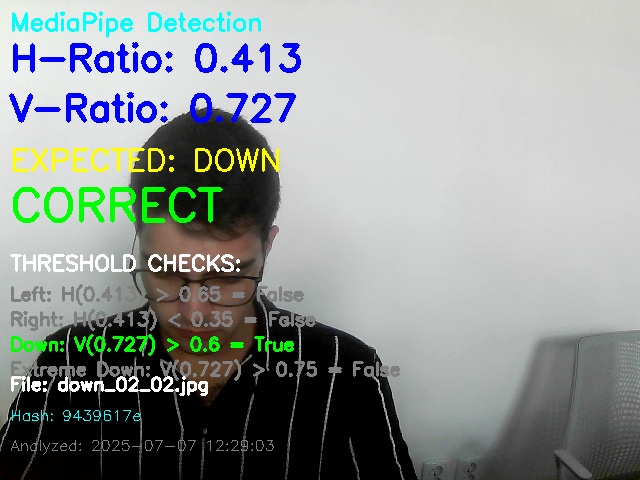 MediaPipe Detection
H-Ratio: 0.413
V-Ratio: 0.727
EXPECTED: DOWN
CORRECT
THRESHOLD CHECKS:
Left: H(0.413) > 0.65 = False
Right: H(0.413) < 0.35 = False
Down: V(0.727) > 0.6 = True
Extreme Down: V(0.727) > 0.75 = False
File: down_02_02.jpg
Hash: 9439617e
Analyzed: 2025-07-07 12:29:03